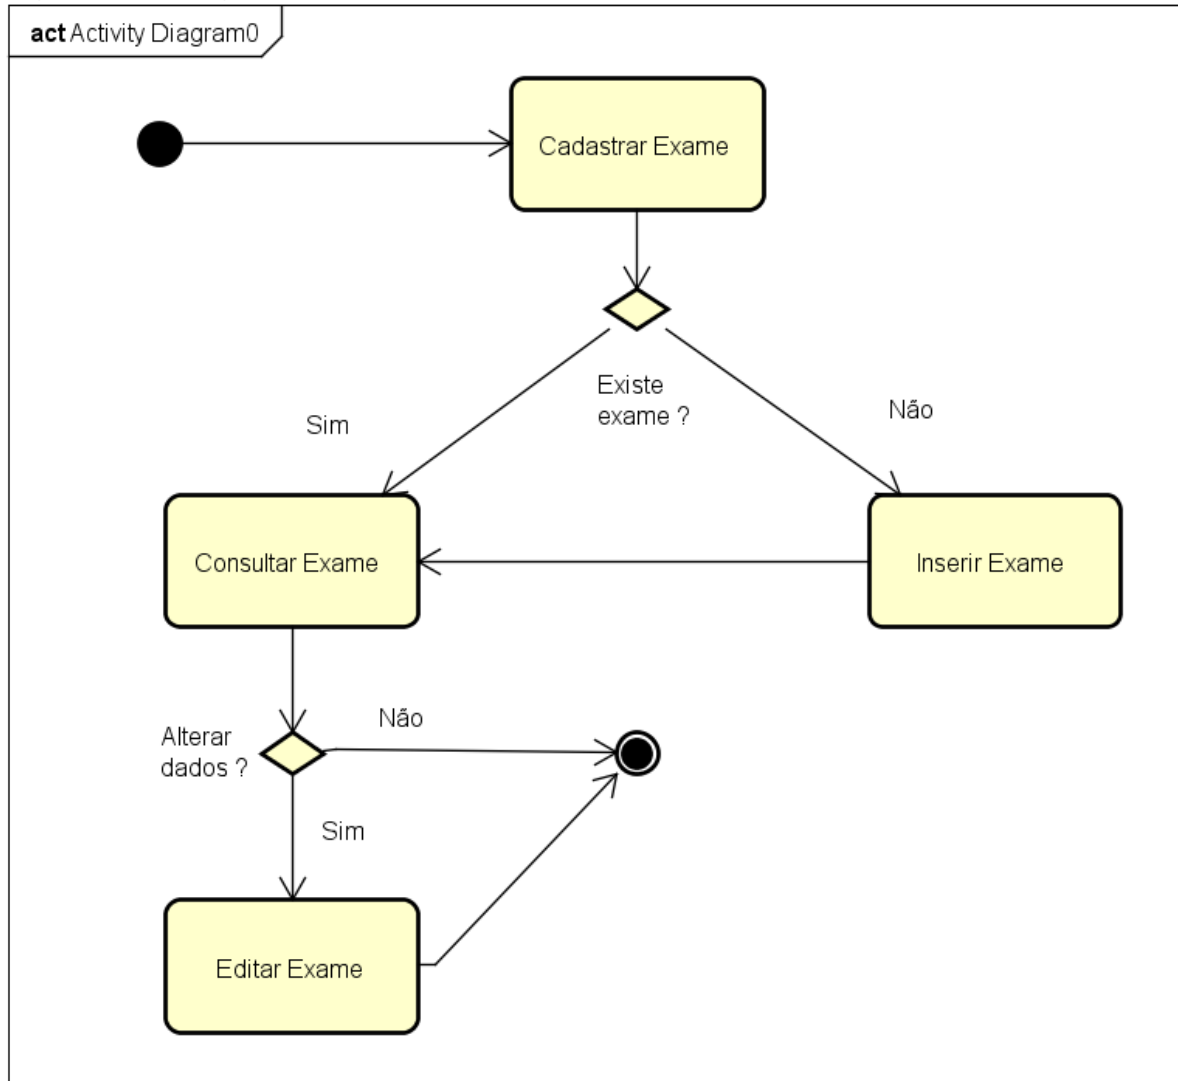 act Activity Diagram0
Cadastrar Exame
Existe
exame ?
Sim
Não
Consultar Exame
Inserir Exame
Alterar
dados ?
Não
Sim
Editar Exame